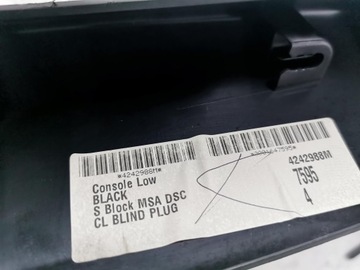 *4242988M*
Console Low
BLACK
S Block MSA DSC
CL BLIND PLUG
4242988M
7595
4